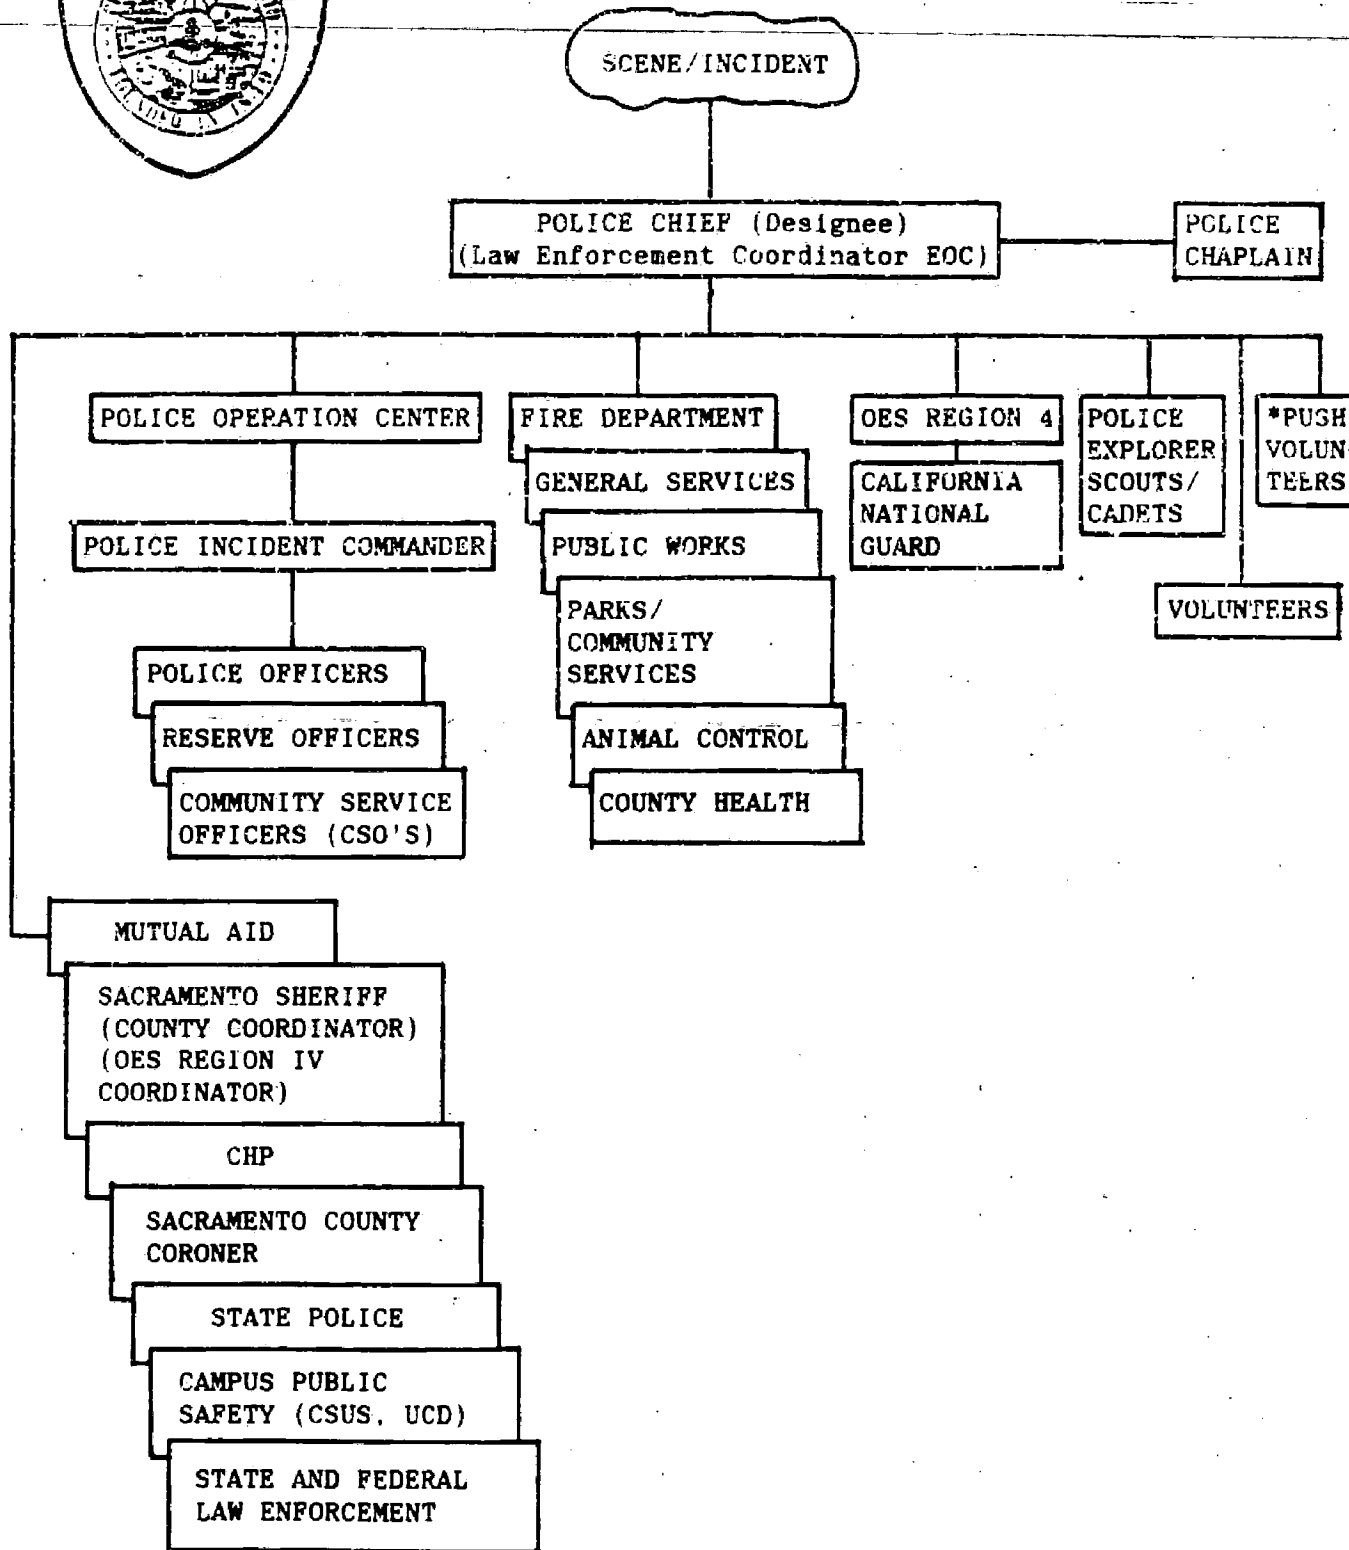 FOUNDED IN
SCENE/INCIDENT
POLICE CHIEF (Designee)
(Law Enforcement Coordinator EOC)
POLICE
CHAPLAIN
POLICE OPERATION CENTER
POLICE INCIDENT COMMANDER
POLICE OFFICERS
RESERVE OFFICERS
COMMUNITY SERVICE
OFFICERS (CSO'S)
FIRE DEPARTMENT
GENERAL SERVICES
PUBLIC WORKS
PARKS/
COMMUNITY
SERVICES
ANIMAL CONTROL
COUNTY HEALTH
OES REGION 4
CALIFORNIA
NATIONAL
GUARD
POLICE
EXPLORER
SCOUTS/
CADETS
VOLUNTEERS
*PUSH
VOLUN-
TEERS
MUTUAL AID
SACRAMENTO SHERIFF
(COUNTY COORDINATOR)
(OES REGION IV
COORDINATOR)
CHP
SACRAMENTO COUNTY
CORONER
STATE POLICE
CAMPUS PUBLIC
SAFETY (CSUS, UCD)
STATE AND FEDERAL
LAW ENFORCEMENT